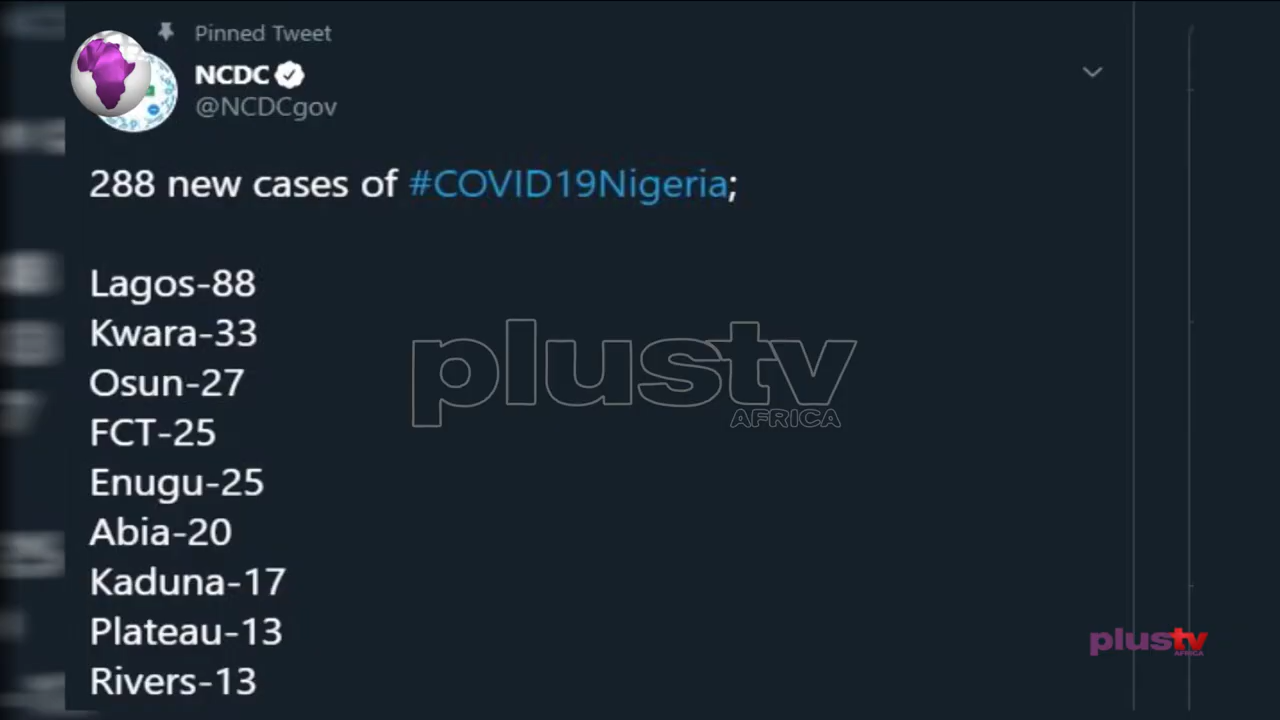 Pinned Tweet
NCDC
@NCDCgov
288 new cases of #COVID19Nigeria;
Lagos-88
Kwara-33
Osun-27
FCT-25
Enugu-25
Abia-20
Kaduna-17
Plateau-13
Rivers-13
plustv
AFRICA
plustv
AFRICA